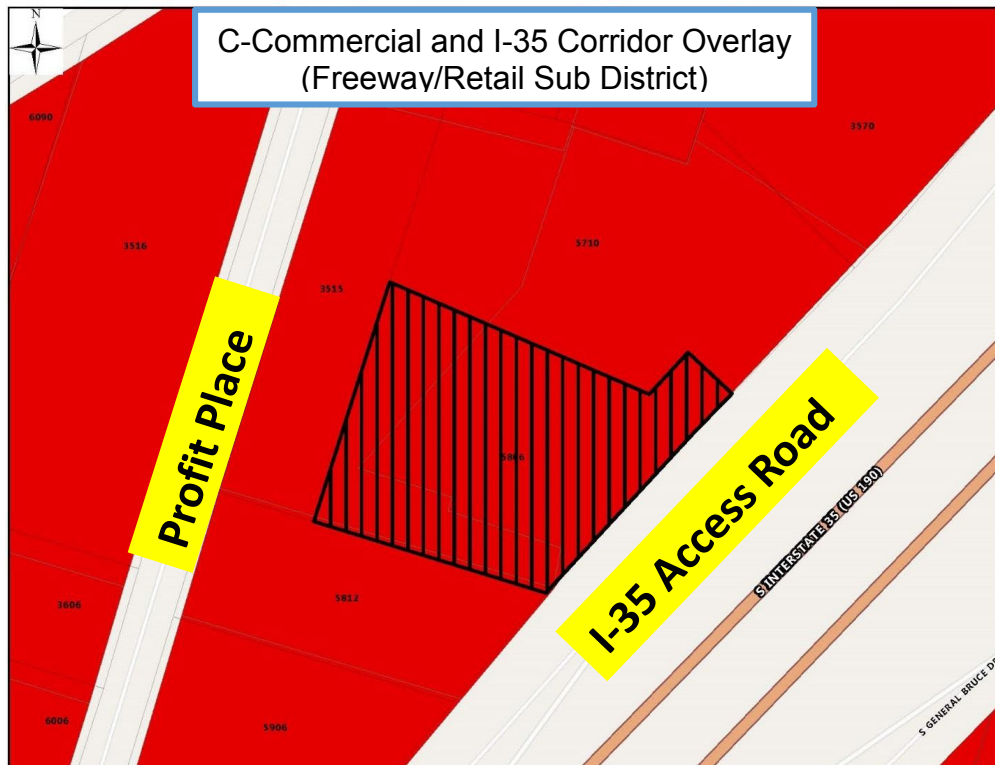 N
C-Commercial and I-35 Corridor Overlay
(Freeway/Retail Sub District)
6090
3570
3516
5710
3515
Profit Place
I-35 Access Road
S INTERSTATE 35 (US 190)
3606
5812
6006
5906
S GENERAL BRUCE DR